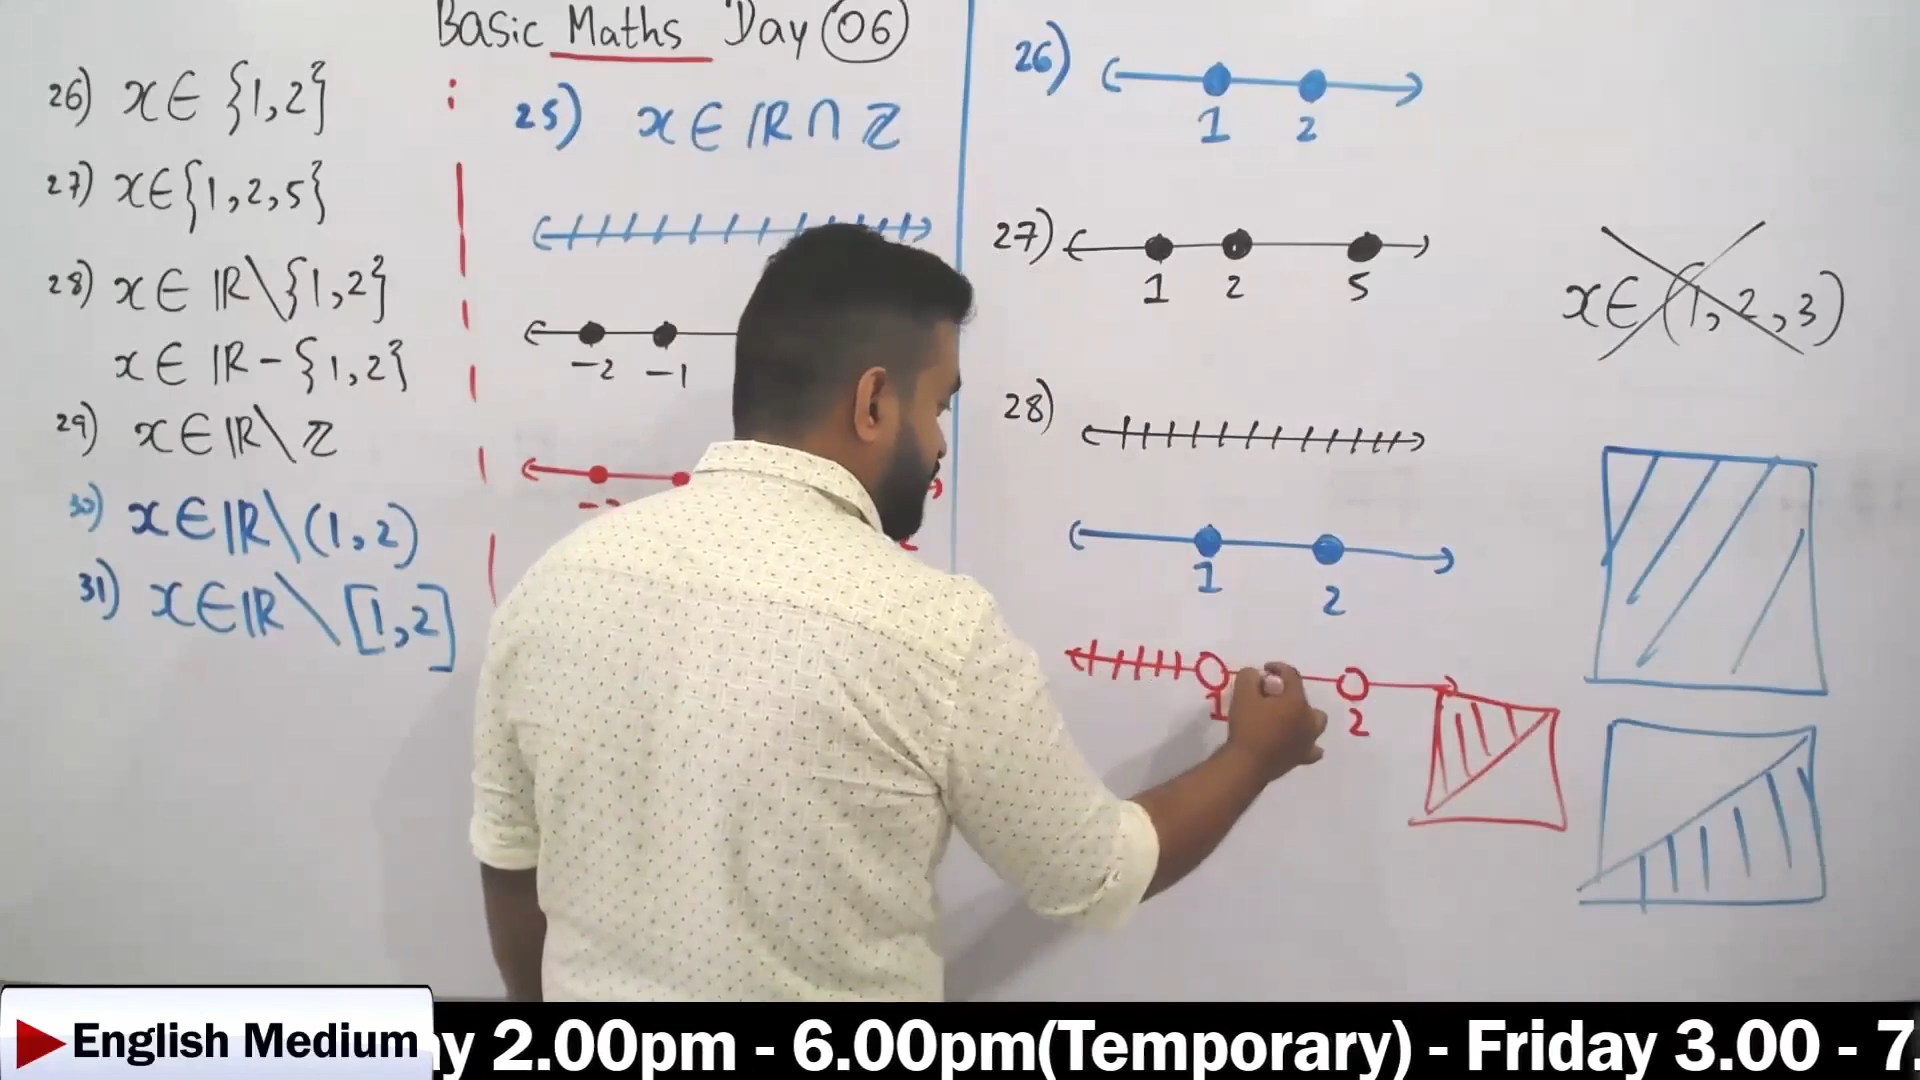 Basic Maths Day 06
26) x∈ {1,2}
27) x∈{1,2,5}
28) x∈ ℝ\{1,2}
x∈ ℝ-{1,2}
29) x∈ℝ\ℤ
30) x∈ℝ\(1,2)
31) x∈ℝ\[1,2]
25) x∈ℝ∩ℤ
-2 -1
26)
1 2
27)
1 2 5
28)
1 2
1 2
x∈(1,2,3)
English Medium
2.00pm - 6.00pm(Temporary) - Friday 3.00 - 7.